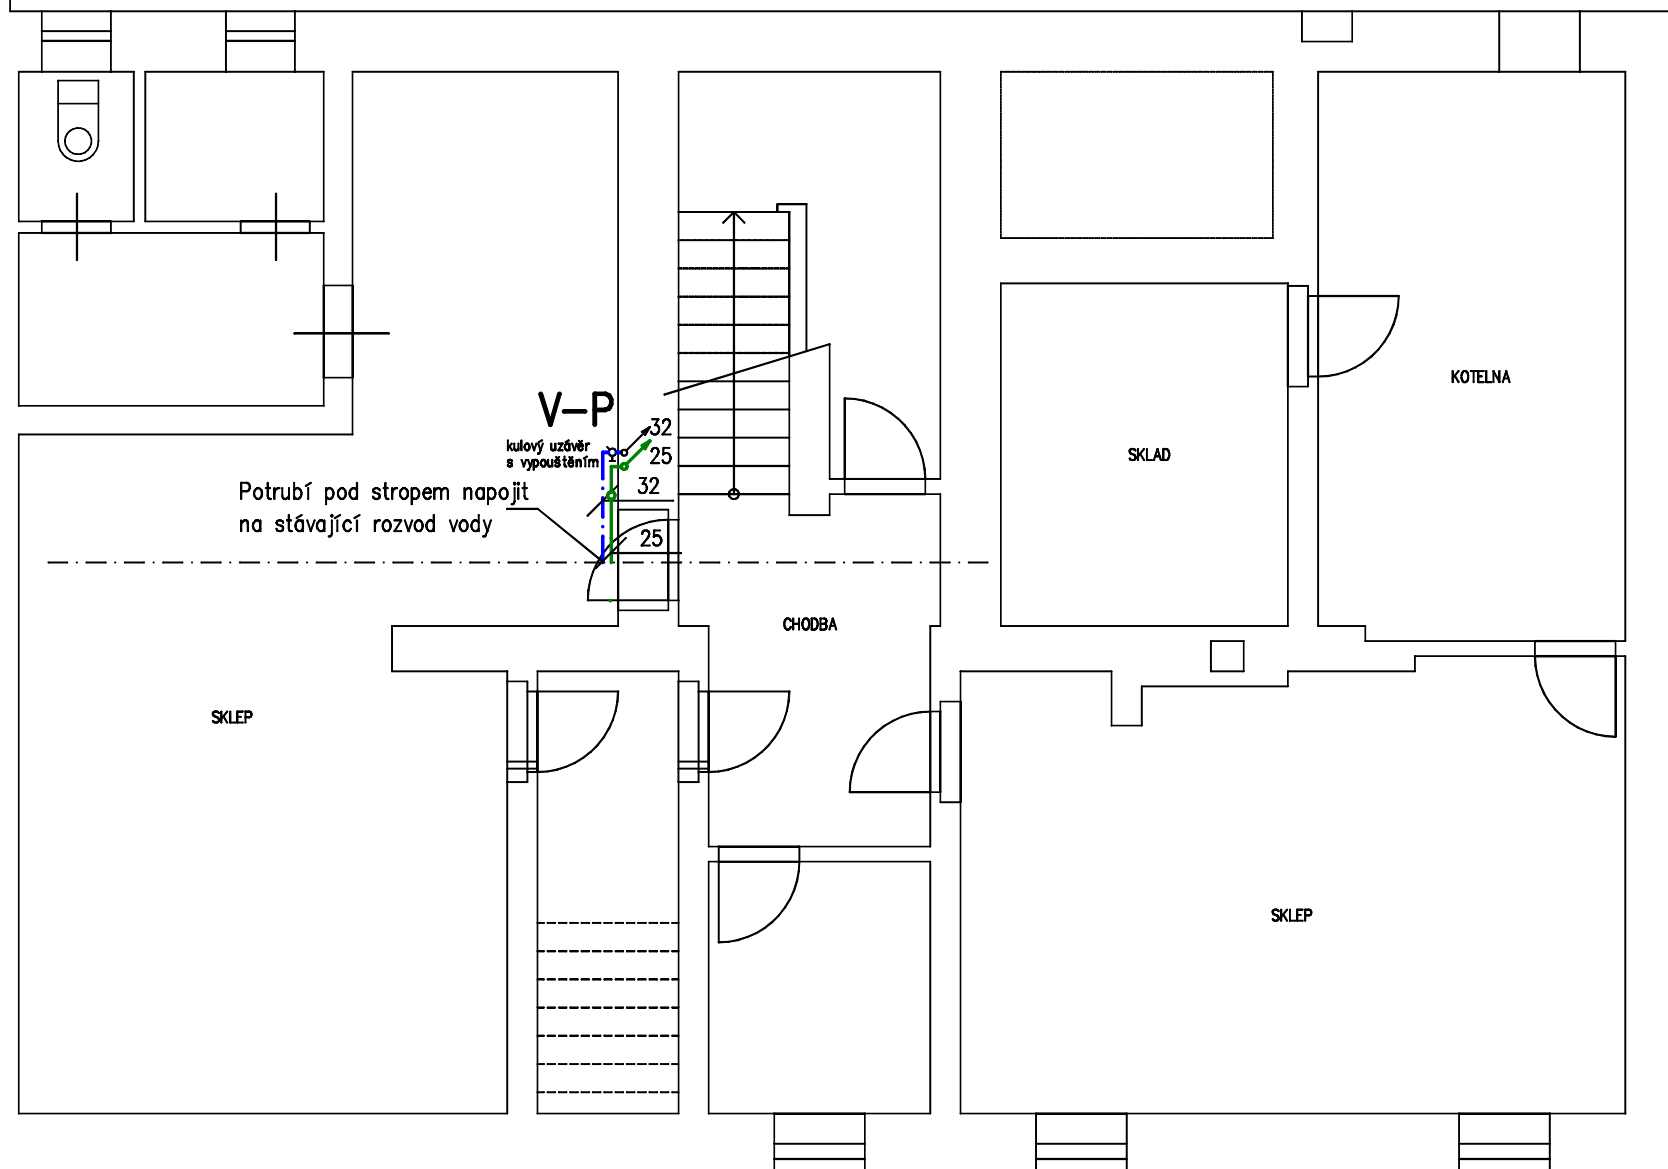 V-P
kulový uzávěr
s vypouštěním
32
25
32
25
Potrubí pod stropem napojit
na stávající rozvod vody
KOTELNA
SKLAD
CHODBA
SKLEP
SKLEP